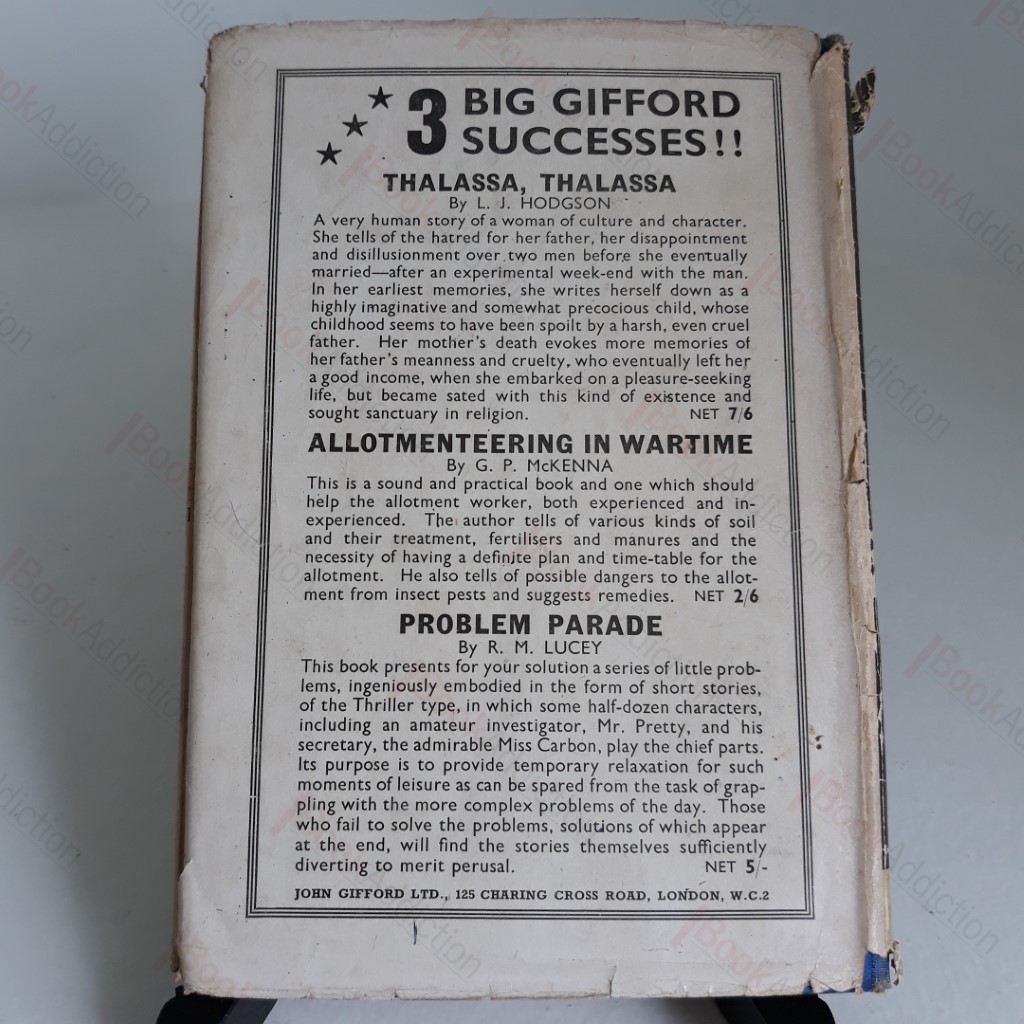 3 BIG GIFFORD
SUCCESSES!!
THALASSA, THALASSA
By L. J. HODGSON
A very human story of a woman of culture and character.
She tells of the hatred for her father, her disappointment
and disillusionment over two men before she eventually
married—after an experimental week-end with the man.
In her earliest memories, she writes herself down as a
highly imaginative and somewhat precocious child, whose
childhood seems to have been spoilt by a harsh, even cruel
father. Her mother's death evokes more memories of
her father's meanness and cruelty, who eventually left her
a good income, when she embarked on a pleasure-seeking
life, but became sated with this kind of existence and
sought sanctuary in religion. NET 7/6
ALLOTMENTEERING IN WARTIME
By G. P. McKENNA
This is a sound and practical book and one which should
help the allotment worker, both experienced and in-
experienced. The author tells of various kinds of soil
and their treatment, fertilisers and manures and the
necessity of having a definite plan and time-table for the
allotment. He also tells of possible dangers to the allot-
ment from insect pests and suggests remedies. NET 2/6
PROBLEM PARADE
By R. M. LUCEY
This book presents for your solution a series of little prob-
lems, ingeniously embodied in the form of short stories,
of the Thriller type, in which some half-dozen characters,
including an amateur investigator, Mr. Pretty, and his
secretary, the admirable Miss Carbon, play the chief parts.
Its purpose is to provide temporary relaxation for such
moments of leisure as can be spared from the task of grap-
pling with the more complex problems of the day. Those
who fail to solve the problems, solutions of which appear
at the end, will find the stories themselves sufficiently
diverting to merit perusal. NET 5/-
JOHN GIFFORD LTD., 125 CHARING CROSS ROAD, LONDON, W.C.2
BookAddiction